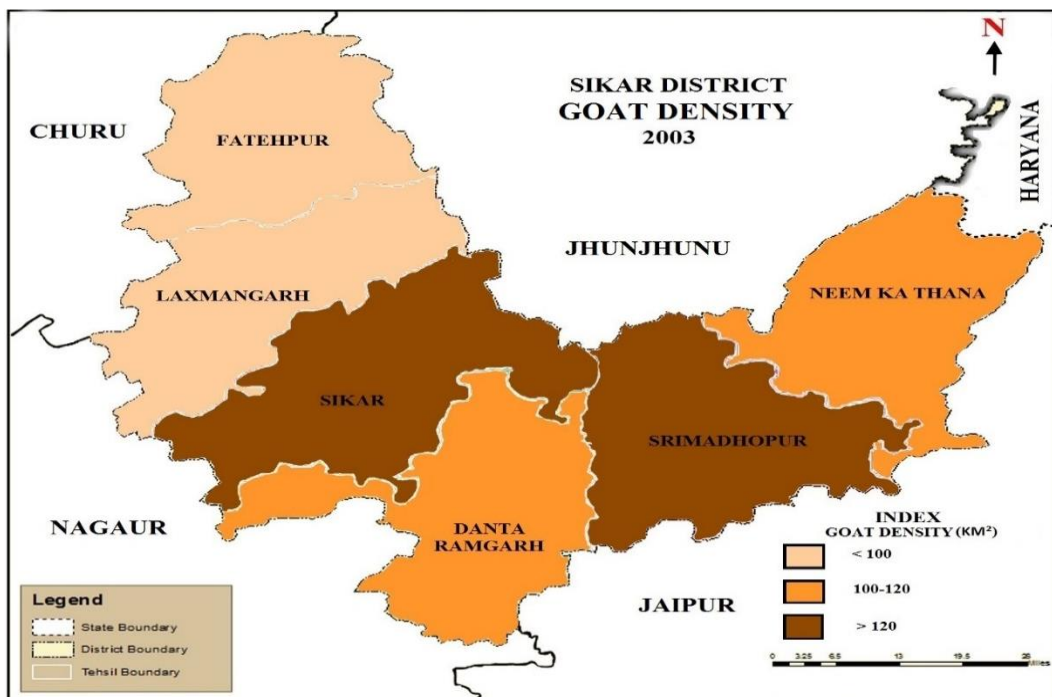 N
SIKAR DISTRICT
GOAT DENSITY
2003
HARYANA
CHURU
FATEHPUR
JHUNJHUNU
LAXMANGARH
NEEM KA THANA
SIKAR
SRIMADHOPUR
NAGAUR
DANTA
RAMGARH
JAIPUR
INDEX
GOAT DENSITY (KM²)
< 100
100-120
> 120
Legend
State Boundary
District Boundary
Tehsil Boundary
0 3.25 6.5 13 19.5 26
Miles